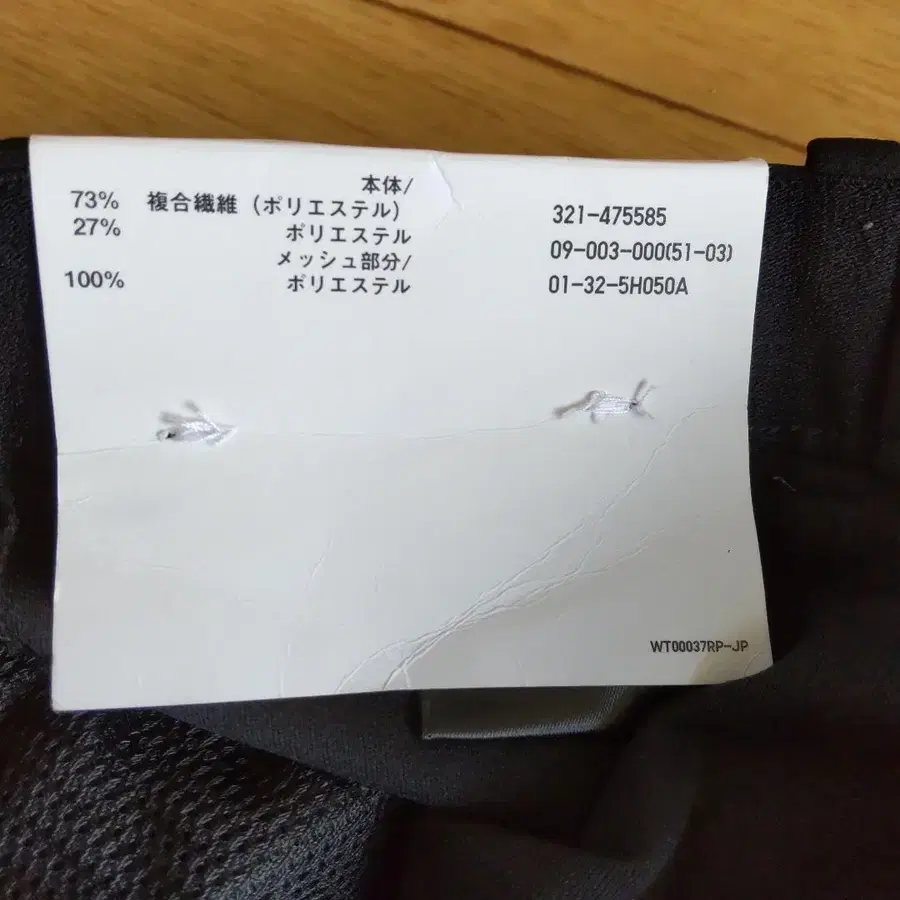 本体/
73% 複合繊維（ポリエステル）
27% ポリエステル
メッシュ部分/
100% ポリエステル
321-475585
09-003-000(51-03)
01-32-5H050A
WT00037RP-JP